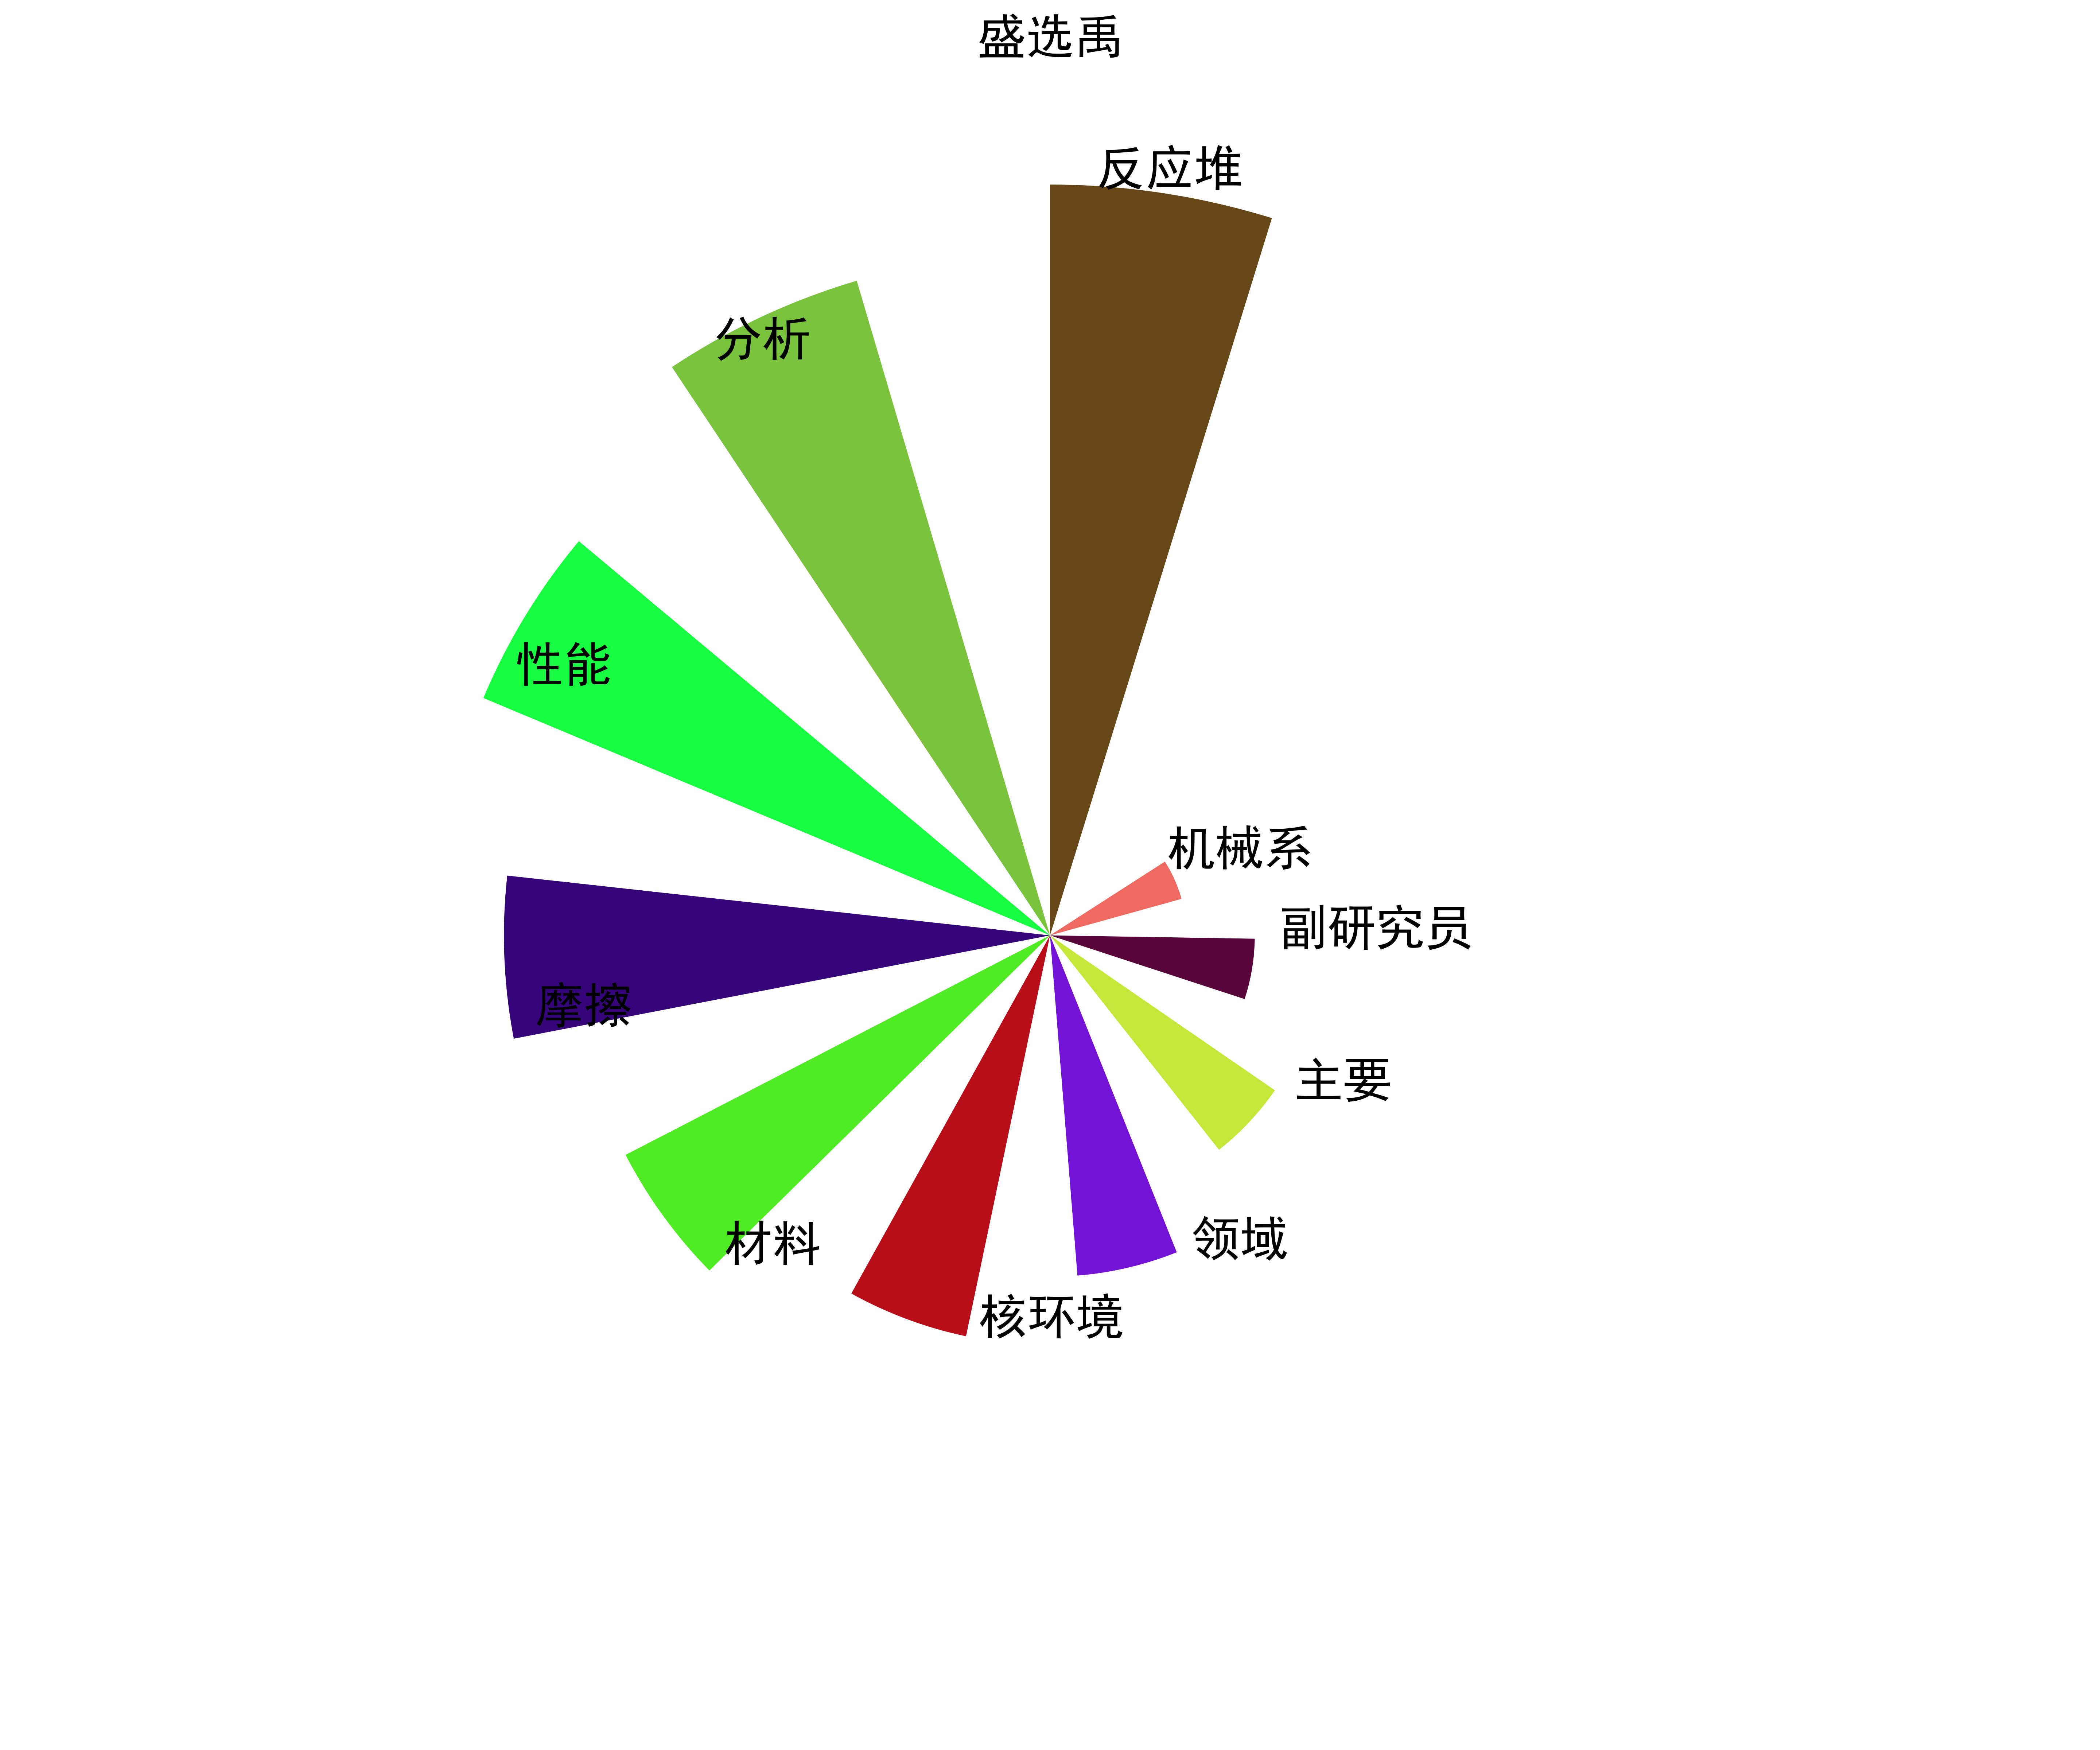 盛选禹
反应堆
分析
性能
机械系
副研究员
摩擦
主要
领域
材料
核环境